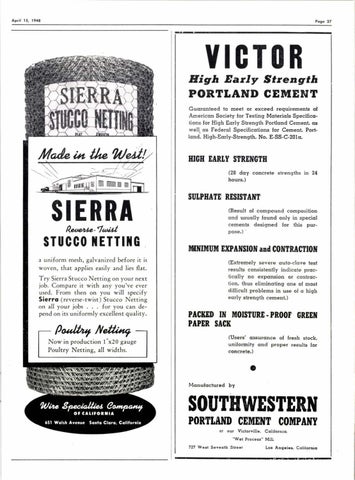 April 15, 1948
Page 37
SIERRA
STUCCO NETTING
Made in the West!
SIERRA
Reverse-Twist
STUCCO NETTING
a uniform mesh, galvanized before it is
woven, that applies easily and lies flat.
Try Sierra Stucco Netting on your next
job. Compare it with any you've ever
used. From then on you will specify
Sierra (reverse-twist) Stucco Netting
on all your jobs . . . for you can de-
pend on its uniformly excellent quality.
Poultry Netting
Now in production 1"x20 gauge
Poultry Netting, all widths.
Wire Specialties Company
OF CALIFORNIA
651 Walsh Avenue Santa Clara, California
VICTOR
High Early Strength
PORTLAND CEMENT
Guaranteed to meet or exceed requirements of
American Society for Testing Materials Specifica-
tions for High Early Strength Portland Cement, as
well as Federal Specifications for Cement, Port-
land, High-Early-Strength, No. E-SS-C-201a.
HIGH EARLY STRENGTH
(28 day concrete strengths in 24
hours.)
SULPHATE RESISTANT
(Result of compound composition
and usually found only in special
cements designed for this pur-
pose.)
MINIMUM EXPANSION and CONTRACTION
(Extremely severe auto-clave test
results consistently indicate prac-
tically no expansion or contrac-
tion, thus eliminating one of most
difficult problems in use of a high
early strength cement.)
PACKED IN MOISTURE-PROOF GREEN
PAPER SACK
(Users' assurance of fresh stock,
uniformity and proper results for
concrete.)
Manufactured by
SOUTHWESTERN
PORTLAND CEMENT COMPANY
at our Victorville, California
"Wet Process" Mill
727 West Seventh Street Los Angeles, California